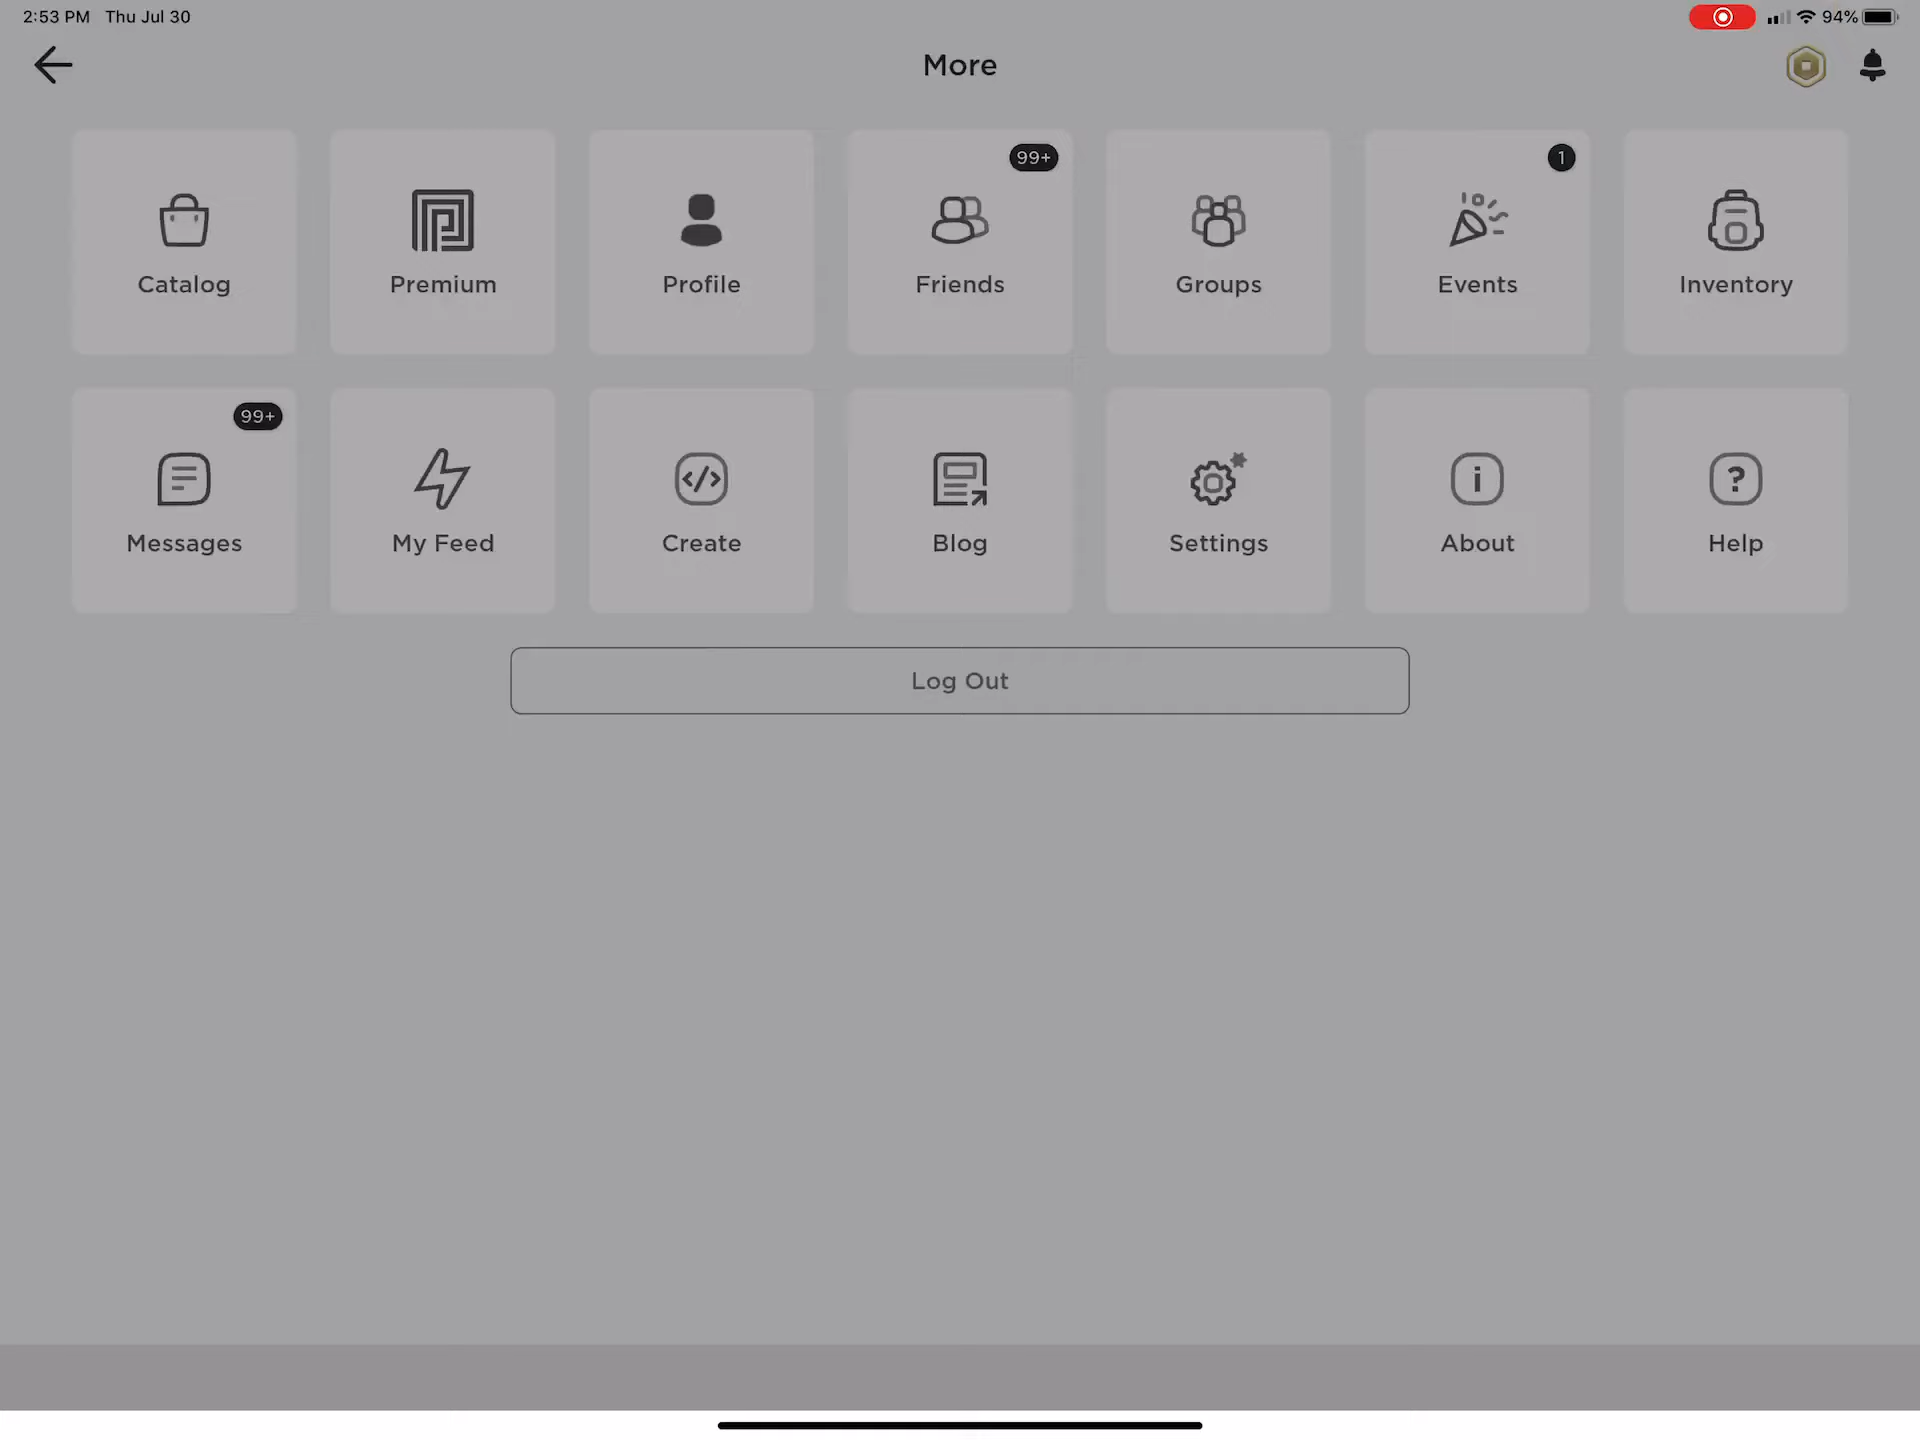 2:53 PM Thu Jul 30 94%
More
99+ 1
Catalog Premium Profile Friends Groups Events Inventory
99+
Messages My Feed Create Blog Settings About Help
Log Out